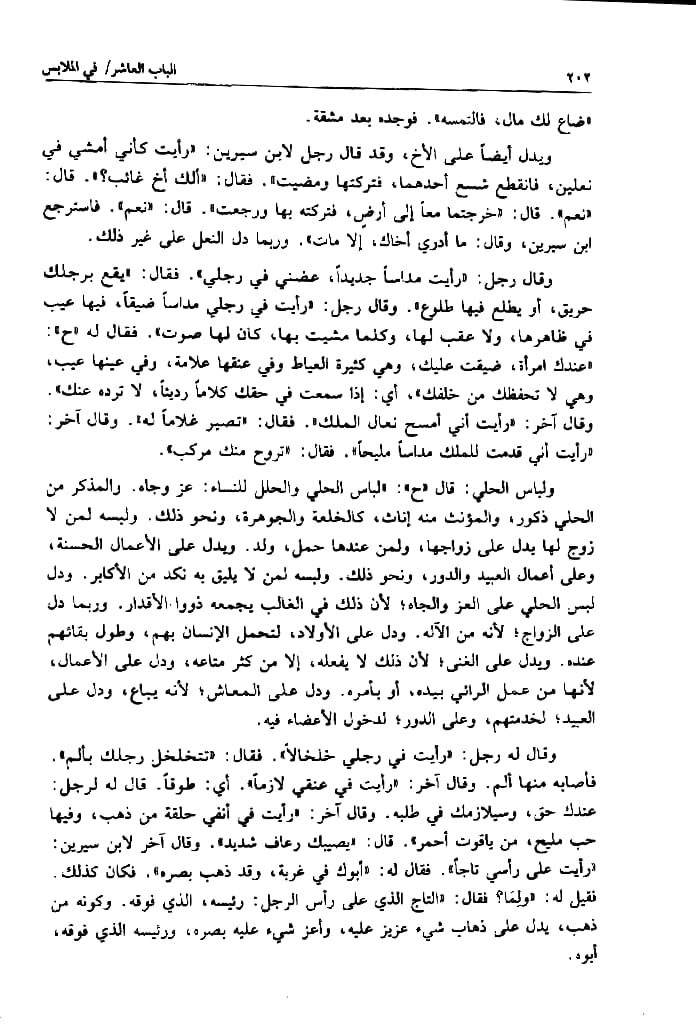 ٢٠٢ الباب العاشر/ في الملابس
«ضاع لك مال، فالتمسه». فوجده بعد مشقة.
ويدل أيضاً على الأخ، وقد قال رجل لابن سيرين: «رأيت كأني أمشي في
نعلين، فانقطع شسع أحدهما، فتركتها ومضيت». فقال: «ألك أخ غائب؟». قال:
«نعم». قال: «خرجتما معاً إلى أرضٍ، فتركته بها ورجعت». قال: «نعم». فاسترجع
ابن سيرين، وقال: ما أدري أخاك، إلا مات». وربما دل النعل على غير ذلك.
وقال رجل: «رأيت مداساً جديداً، عضني في رجلي». فقال: «يقع برجلك
حريق، أو يطلع فيها طلوع». وقال رجل: «رأيت في رجلي مداساً ضيقاً، فيها عيب
في ظاهرها، ولا عقب لها، وكلما مشيت بها، كان لها صوت». فقال له «ح»:
«عندك امرأة، ضيقت عليك، وهي كثيرة العياط وفي عنقها علامة، وفي عينها عيب،
وهي لا تحفظك من خلفك»، أي: إذا سمعت في حقك كلاماً رديئاً، لا ترده عنك».
وقال آخر: «رأيت أني أمسح نعال الملك». فقال: «تصير غلاماً له». وقال آخر:
«رأيت أني قدمت للملك مداساً مليحاً». فقال: «تروح منك مركب».
ولباس الحلي: قال «ح»: «لباس الحلي والحلل للنساء: عز وجاه. والمذكر من
الحلي ذكور، والمؤنث منه إناث، كالخلعة والجوهرة، ونحو ذلك. ولبسه لمن لا
زوج لها يدل على زواجها، ولمن عندها حمل، ولد. ويدل على الأعمال الحسنة،
وعلى أعمال العبيد والدور، ونحو ذلك. ولبسه لمن لا يليق به نكد من الأكابر. ودل
لبس الحلي على العز والجاه؛ لأن ذلك في الغالب يجمعه ذووا الأقدار. وربما دل
على الزواج؛ لأنه من الآله. ودل على الأولاد، لتحمل الإنسان بهم، وطول بقائهم
عنده. ويدل على الغنى؛ لأن ذلك لا يفعله، إلا من كثر متاعه، ودل على الأعمال،
لأنها من عمل الرائي بيده، أو بأمره. ودل على المعاش؛ لأنه يباع، ودل على
العبيد؛ لخدمتهم، وعلى الدور؛ لدخول الأعضاء فيه.
وقال له رجل: «رأيت في رجلي خلخالاً». فقال: «تتخلخل رجلك بألم».
فأصابه منها ألم. وقال آخر: «رأيت في عنقي لازماً». أي: طوقاً. قال له لرجل:
عندك حق، وسيلازمك في طلبه. وقال آخر: «رأيت في أنفي حلقة من ذهب، وفيها
حب مليح، من ياقوت أحمر». قال: «يصيبك رعاف شديد». وقال آخر لابن سيرين:
«رأيت على رأسي تاجاً». فقال له: «أبوك في غربة، وقد ذهب بصره». فكان كذلك.
فقيل له: «ولِمَا؟ فقال: «التاج الذي على رأس الرجل: رئيسه، الذي فوقه. وكونه من
ذهب، يدل على ذهاب شيء عزيز عليه، وأعز شيء عليه بصره، ورئيسه الذي فوقه،
أبوه.